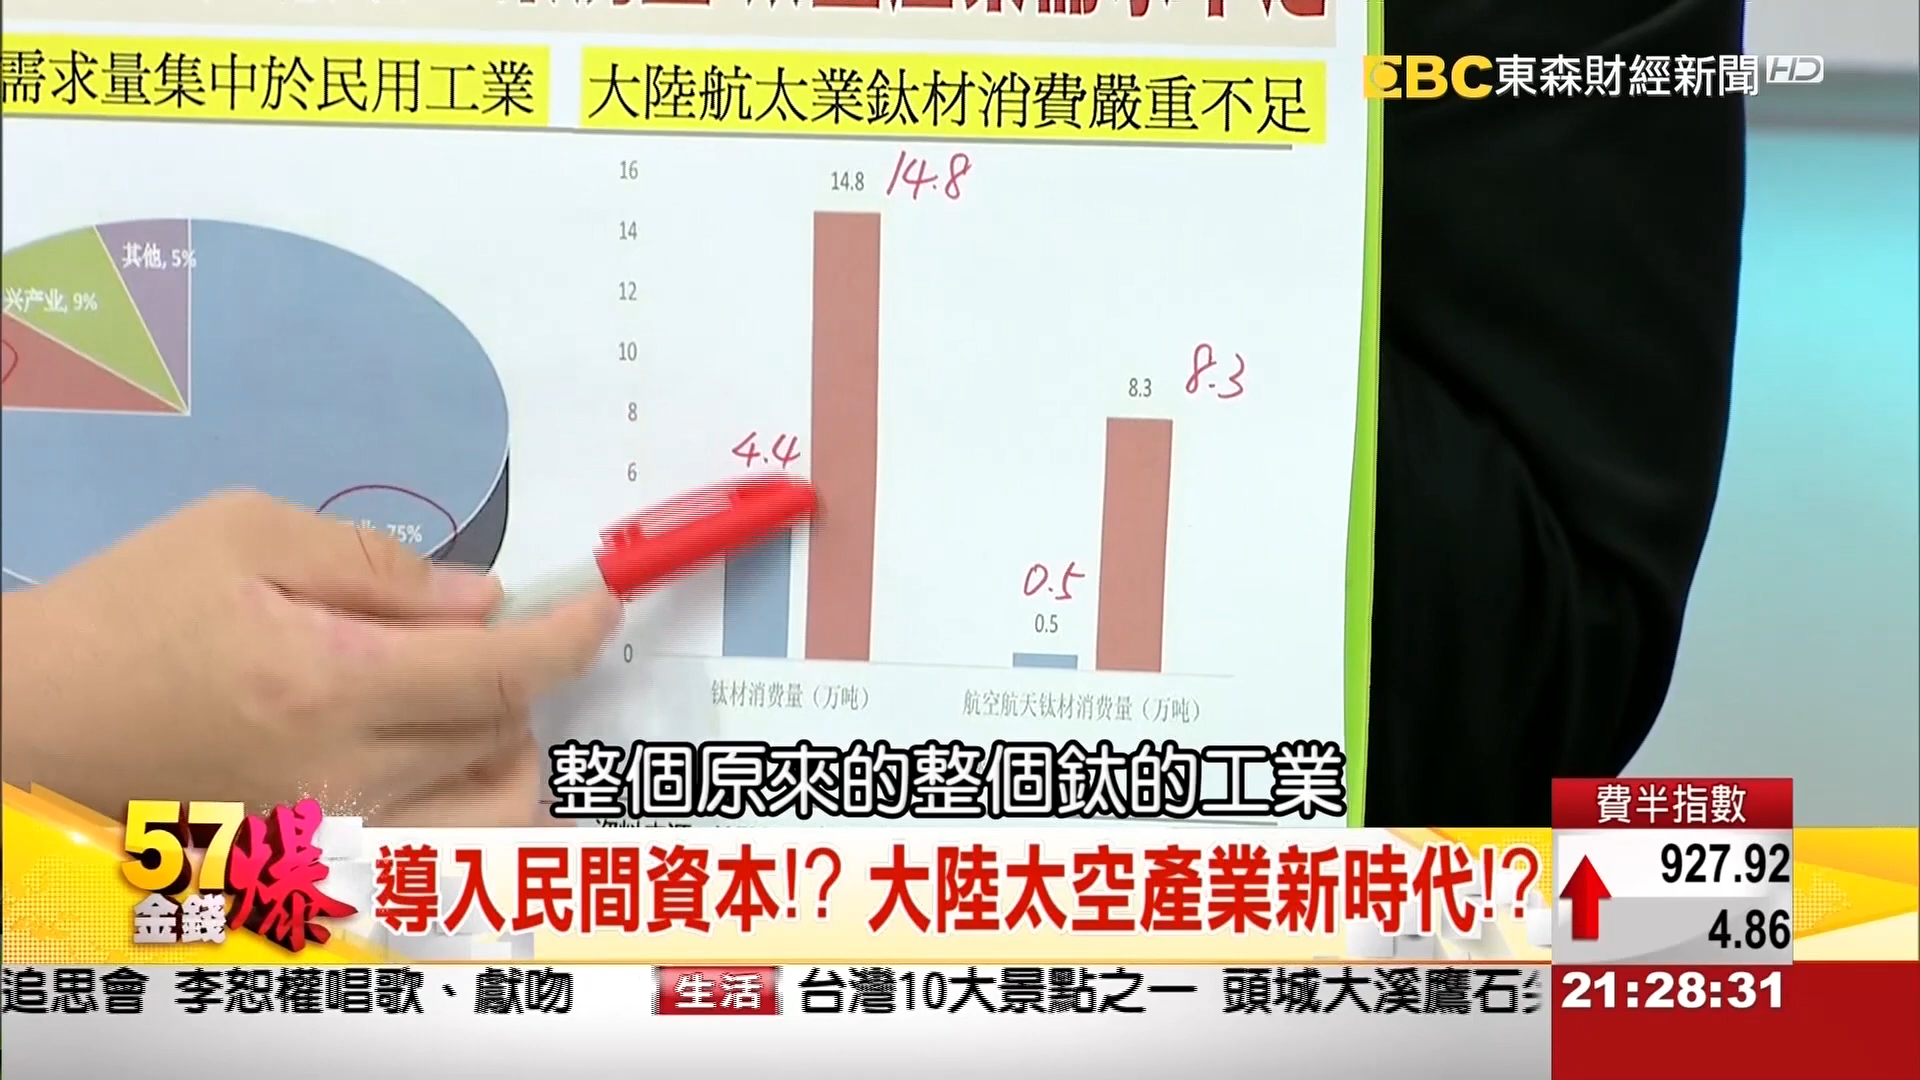 EBC 東森財經新聞 HD
需求量集中於民用工業
大陸航太業鈦材消費嚴重不足
16
14
12
10
8
6
0
14.8
14.8
4.4
8.3
8.3
0.5
0.5
钛材消费量（万吨）
航空航天钛材消费量（万吨）
其他, 5%
兴产业, 9%
业, 75%
整個原來的整個鈦的工業
57
金錢
爆
導入民間資本!? 大陸太空產業新時代!?
費半指數
927.92
4.86
追思會 李恕權唱歌、獻吻 生活 台灣10大景點之一 頭城大溪鷹石
21:28:31